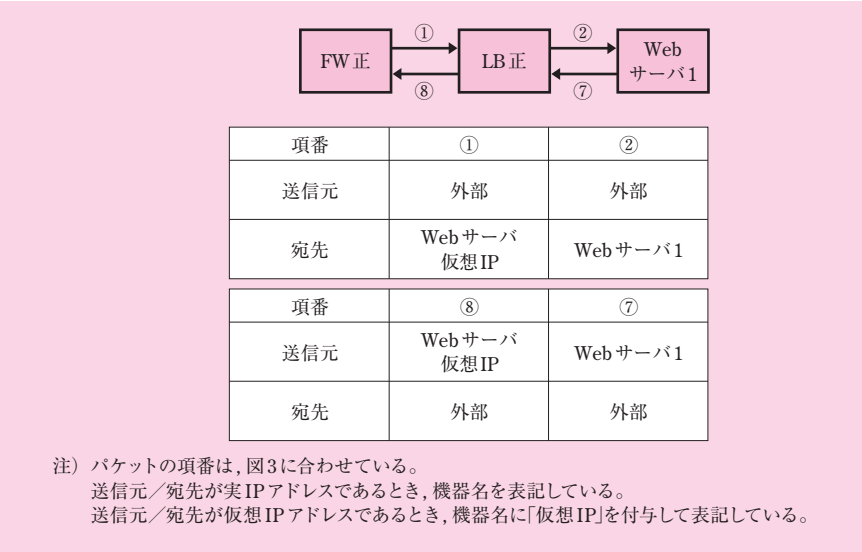 ① ②
FW正 LB正 Web
サーバ1
⑧ ⑦
項番 ① ②
送信元 外部 外部
宛先 Webサーバ
仮想IP Webサーバ1
項番 ⑧ ⑦
送信元 Webサーバ
仮想IP Webサーバ1
宛先 外部 外部
注）パケットの項番は，図3に合わせている。
送信元／宛先が実IPアドレスであるとき，機器名を表記している。
送信元／宛先が仮想IPアドレスであるとき，機器名に「仮想IP」を付与して表記している。